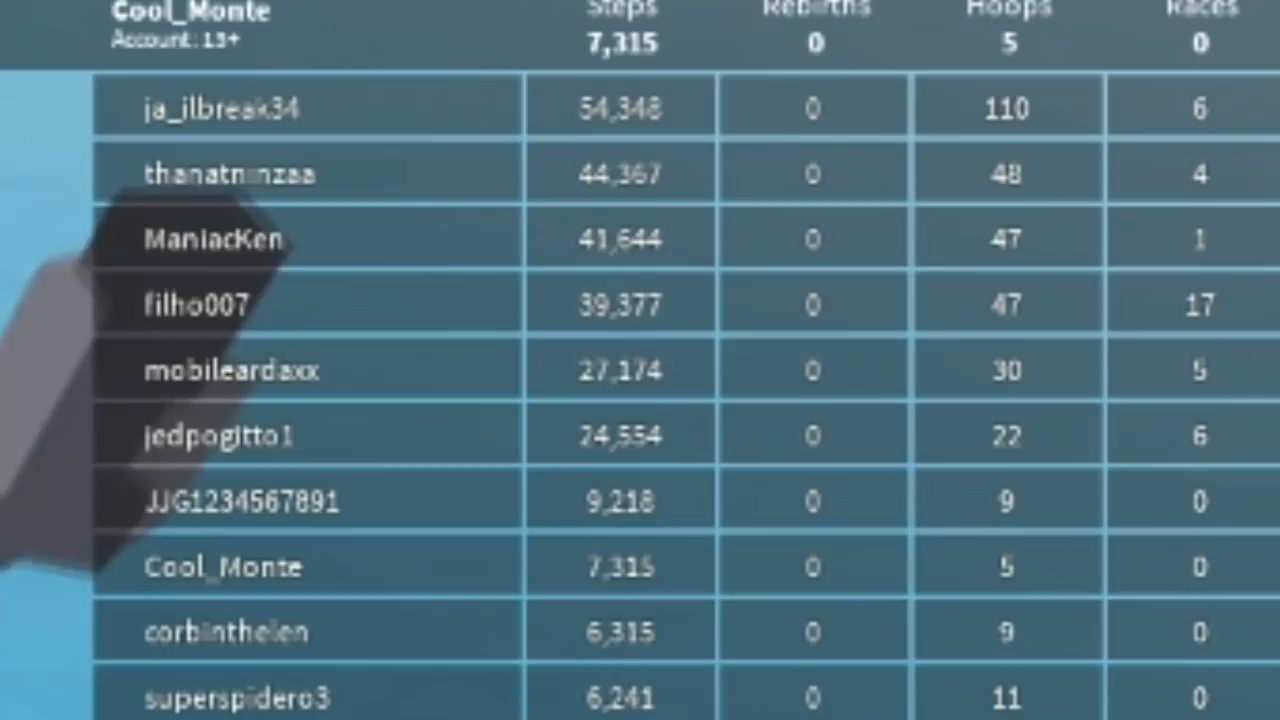 Cool_Monte Steps Rebirths Hoops Races
Account: 13+ 7,315 0 5 0
ja_ilbreak34 54,348 0 110 6
thanatninzaa 44,367 0 48 4
ManiacKen 41,644 0 47 1
filho007 39,377 0 47 17
mobileardaxx 27,174 0 30 5
jedpogitto1 24,554 0 22 6
JJG1234567891 9,218 0 9 0
Cool_Monte 7,315 0 5 0
corbinthelen 6,315 0 9 0
superspidero3 6,241 0 11 0